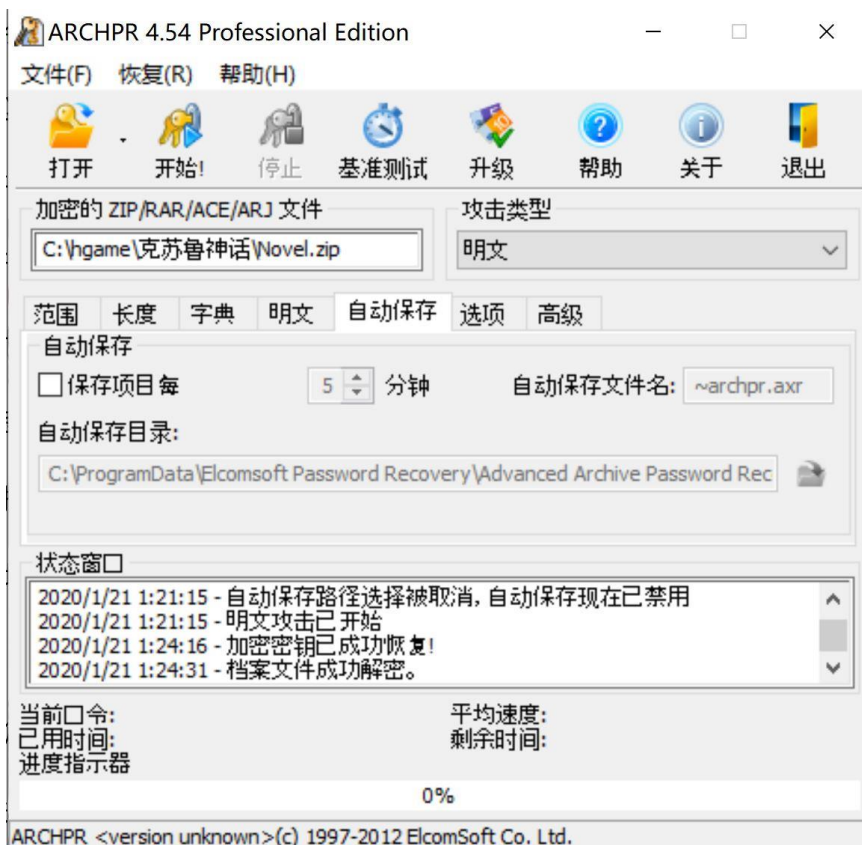 ARCHPR 4.54 Professional Edition
文件(F) 恢复(R) 帮助(H)
打开 开始! 停止 基准测试 升级 帮助 关于 退出
加密的 ZIP/RAR/ACE/ARJ 文件 攻击类型
C:\hgame\克苏鲁神话\Novel.zip 明文
范围 长度 字典 明文 自动保存 选项 高级
自动保存
保存项目每 5 分钟 自动保存文件名: ~archpr.axr
自动保存目录:
C:\ProgramData\Elcomsoft Password Recovery\Advanced Archive Password Rec
状态窗口
2020/1/21 1:21:15 - 自动保存路径选择被取消, 自动保存现在已禁用
2020/1/21 1:21:15 - 明文攻击已开始
2020/1/21 1:24:16 - 加密密钥已成功恢复!
2020/1/21 1:24:31 - 档案文件成功解密。
当前口令: 平均速度:
已用时间: 剩余时间:
进度指示器
0%
ARCHPR <version unknown>(c) 1997-2012 ElcomSoft Co. Ltd.